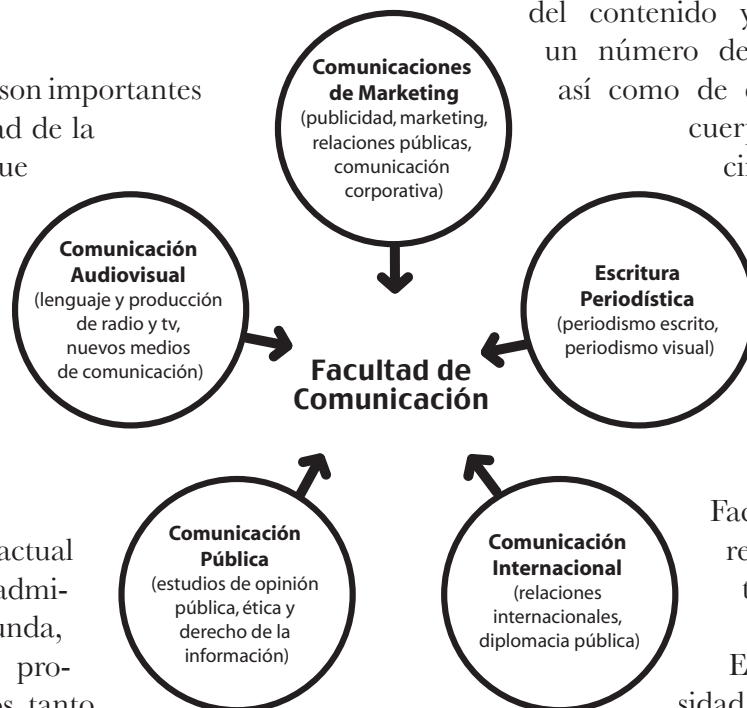 del contenido y
un número de
así como de
son importantes
ad de la
ue
Comunicaciones
de Marketing
(publicidad, marketing,
relaciones públicas,
comunicación
corporativa)
Comunicación
Audiovisual
(lenguaje y producción
de radio y tv,
nuevos medios
de comunicación)
Escritura
Periodística
(periodismo escrito,
periodismo visual)
Facultad de
Comunicación
Comunicación
Pública
(estudios de opinión
pública, ética y
derecho de la
información)
Comunicación
Internacional
(relaciones
internacionales,
diplomacia pública)
actual
admi-
unda,
pro-
os, tanto
Fac
re
t
E
sidad